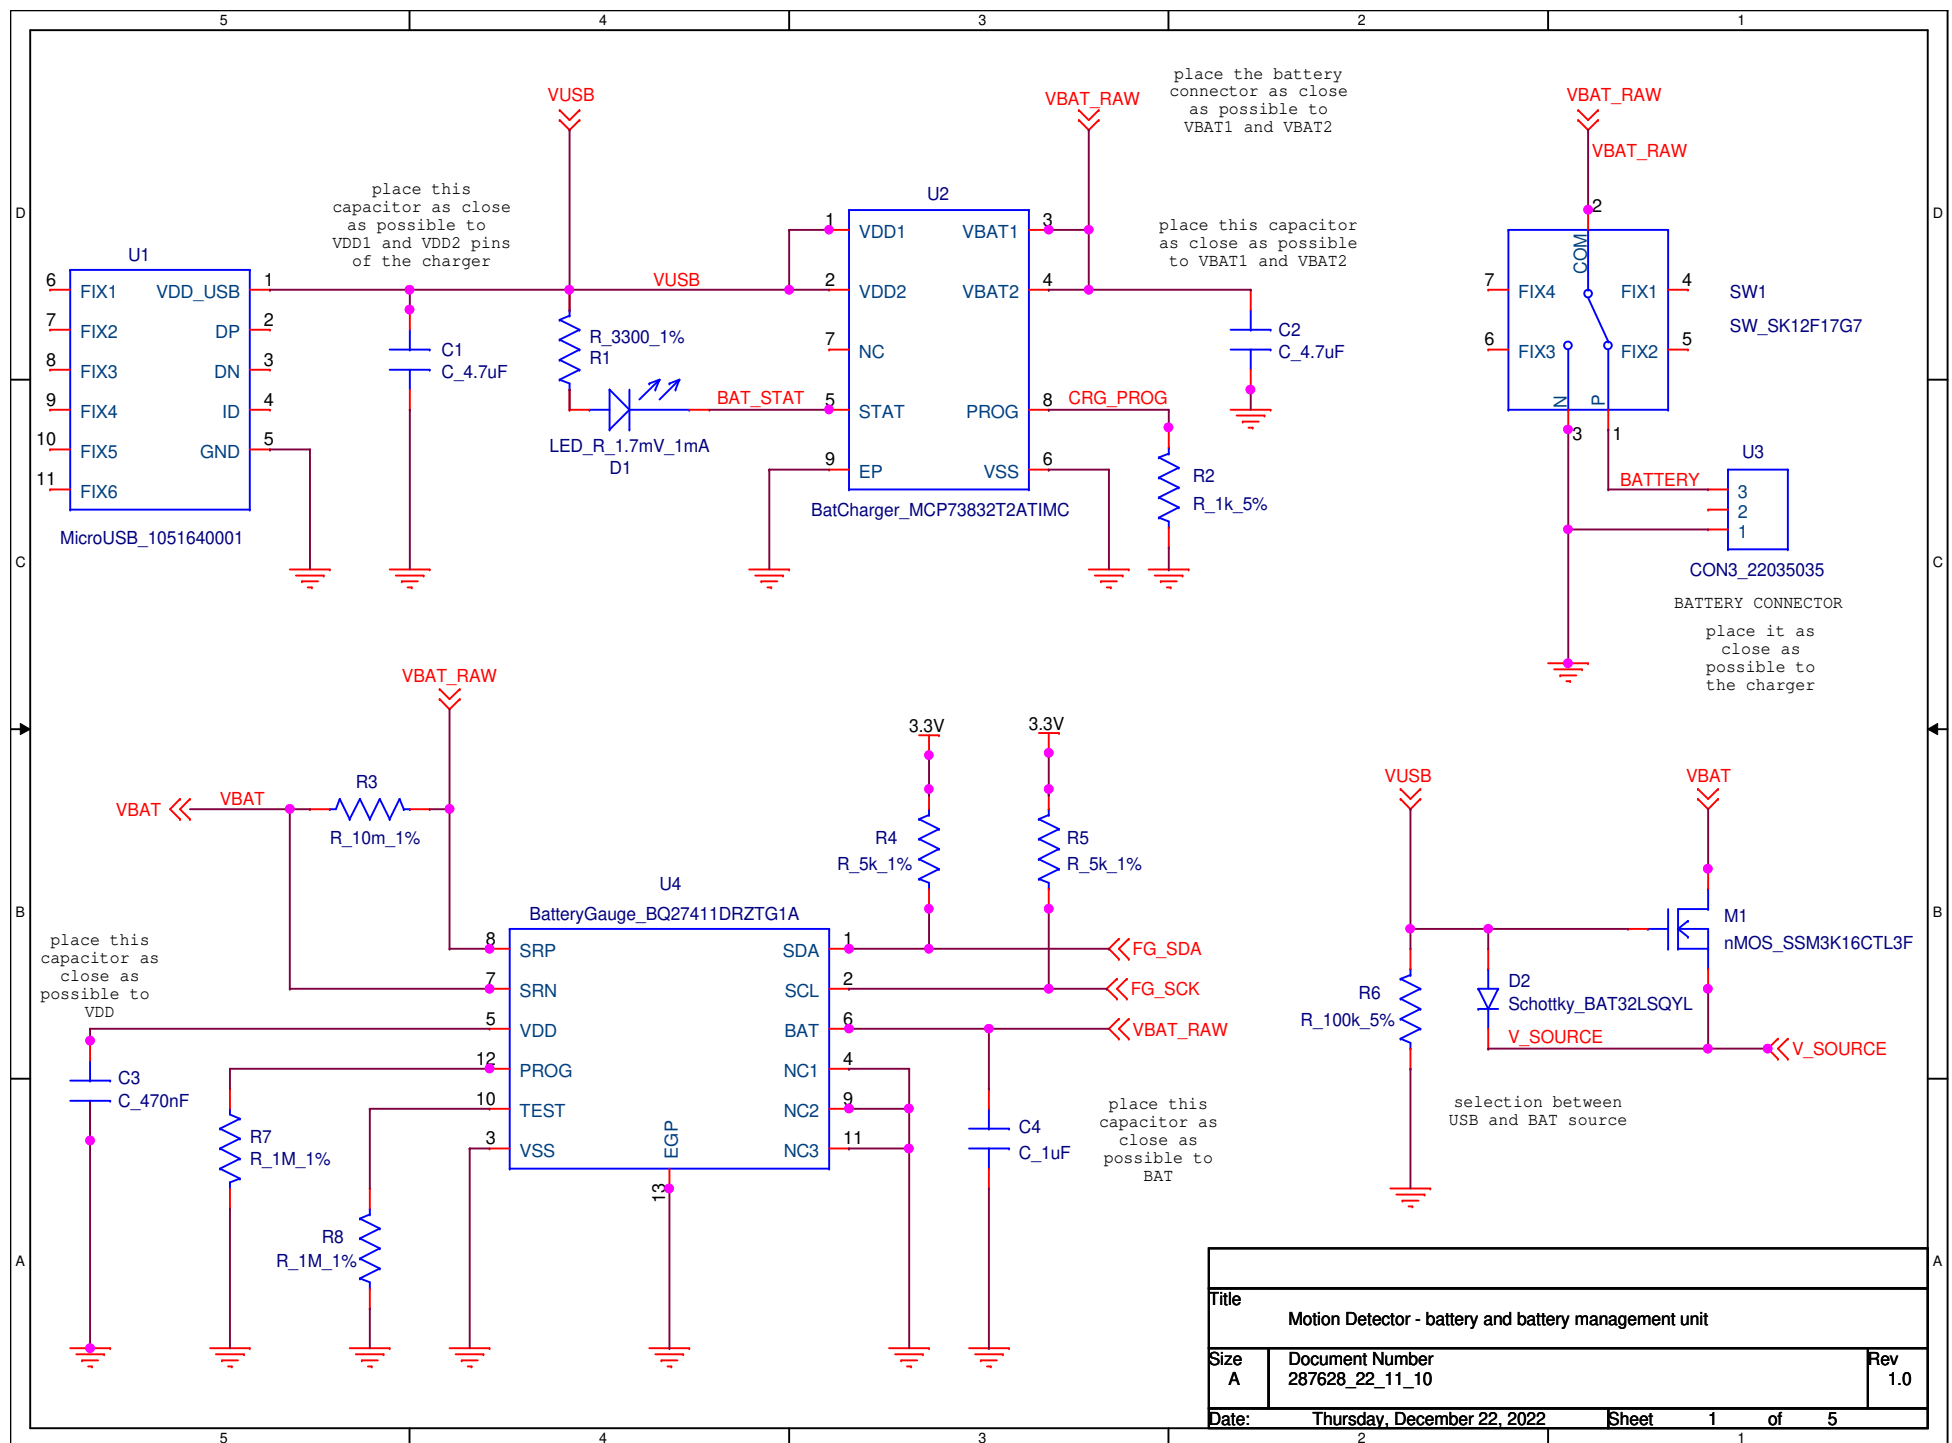 5
4
3
2
1
D
C
B
A
D
C
B
A
VUSB
VBAT_RAW
place the battery
connector as close
as possible to
VBAT1 and VBAT2
VBAT_RAW
VBAT_RAW
place this
capacitor as close
as possible to
VDD1 and VDD2 pins
of the charger
U1
6 FIX1 VDD_USB 1
7 FIX2 DP 2
8 FIX3 DN 3
9 FIX4 ID 4
10 FIX5 GND 5
11 FIX6
MicroUSB_1051640001
C1
C_4.7uF
VUSB
R_3300_1%
R1
LED_R_1.7mV_1mA
D1
BAT_STAT
U2
1 VDD1 VBAT1 3
2 VDD2 VBAT2 4
7 NC
5 STAT PROG 8
9 EP VSS 6
BatCharger_MCP73832T2ATIMC
place this capacitor
as close as possible
to VBAT1 and VBAT2
C2
C_4.7uF
CRG_PROG
R2
R_1k_5%
2
COM
7 FIX4 FIX1 4
6 FIX3 FIX2 5
N P
3 1
SW1
SW_SK12F17G7
BATTERY
U3
3
2
1
CON3_22035035
BATTERY CONNECTOR
place it as
close as
possible to
the charger
VBAT_RAW
VBAT
VBAT
R3
R_10m_1%
3.3V
3.3V
R4
R_5k_1%
R5
R_5k_1%
U4
BatteryGauge_BQ27411DRZTG1A
8 SRP SDA 1
7 SRN SCL 2
5 VDD BAT 6
12 PROG NC1 4
10 TEST NC2 9
3 VSS NC3 11
EGP
13
FG_SDA
FG_SCK
VBAT_RAW
place this
capacitor as
close as
possible to
VDD
C3
C_470nF
R7
R_1M_1%
R8
R_1M_1%
C4
C_1uF
place this
capacitor as
close as
possible to
BAT
VUSB
VBAT
M1
nMOS_SSM3K16CTL3F
D2
Schottky_BAT32LSQYL
R6
R_100k_5%
V_SOURCE
V_SOURCE
selection between
USB and BAT source
Title
Motion Detector - battery and battery management unit
Size
A
Document Number
287628_22_11_10
Rev
1.0
Date: Thursday, December 22, 2022 Sheet 1 of 5
5
4
3
2
1